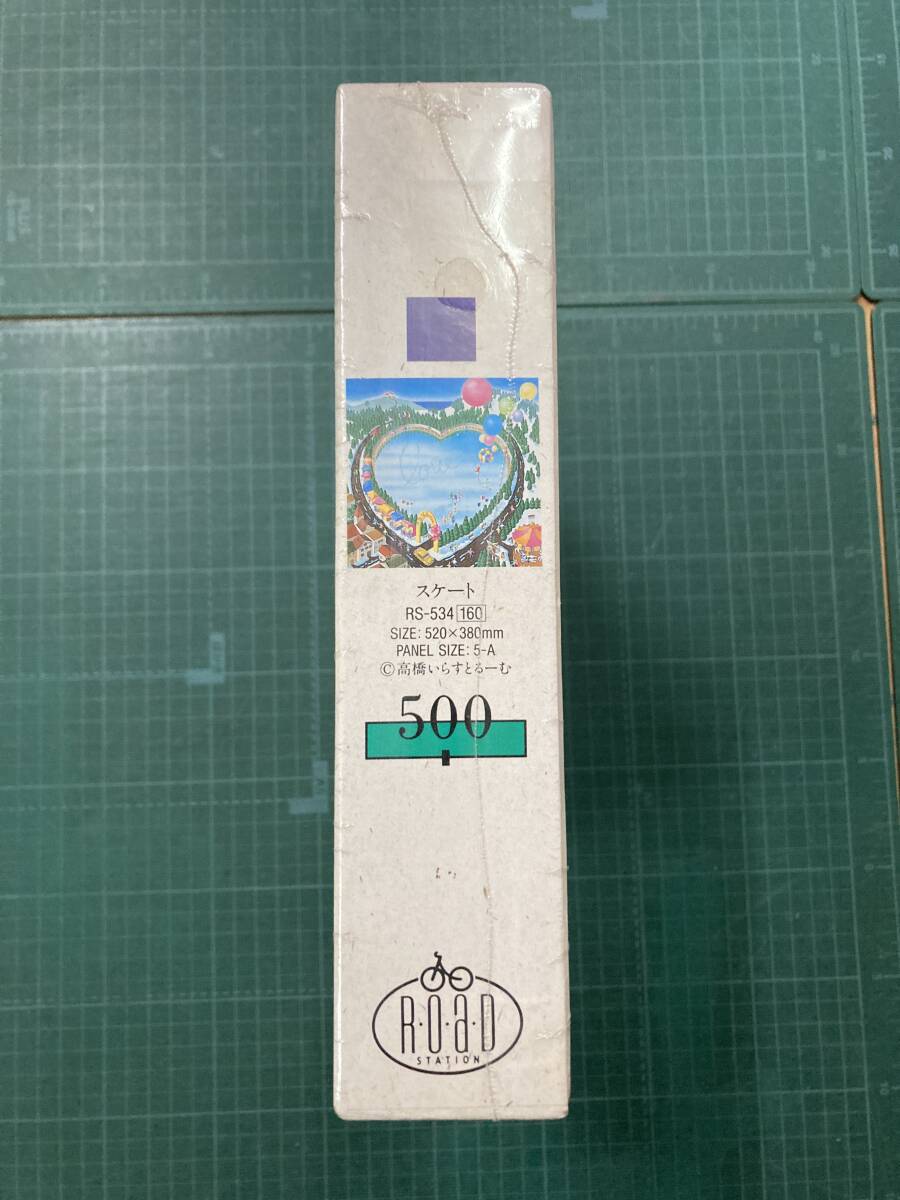 Love
スケート
RS-534 160
SIZE: 520×380mm
PANEL SIZE: 5-A
©高橋いらすとるーむ
500
R·O·a·D
STATION